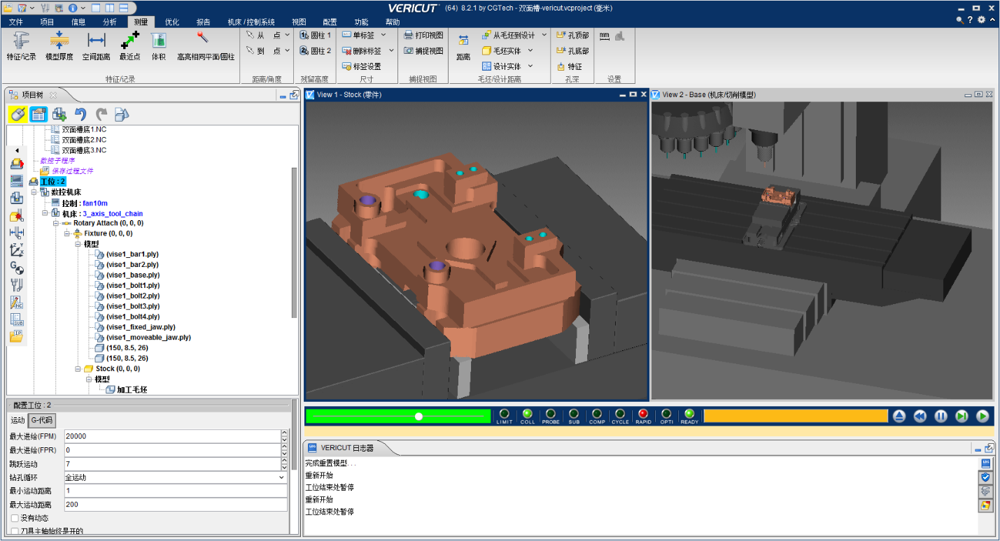 VERICUT (64) 8.2.1 by CGTech - 双面槽-vericut.vcproject (毫米)
文件 项目 信息 分析 测量 优化 报告 机床 / 控制系统 视图 配置 功能 帮助
特征/记录 模型厚度 空间距离 最近点 体积 高亮相同平面/圆柱
特征/记录
从 点
到 点
距离/角度
圆柱 1
圆柱 2
残留高度
单标签
删除标签
标签设置
尺寸
打印视图
捕捉视图
捕捉视图
距离
从毛坯到设计
毛坯实体
设计实体
毛坯/设计距离
孔顶部
孔底部
特征
孔深
mm
设置
项目树
双面槽底1.NC
双面槽底2.NC
双面槽底3.NC
数控子程序
保存过程文件
工位 : 2
数控机床
控制 : fan10m
机床 : 3_axis_tool_chain
Rotary Attach (0, 0, 0)
Fixture (0, 0, 0)
模型
(vise1_bar1.ply)
(vise1_bar2.ply)
(vise1_base.ply)
(vise1_bolt1.ply)
(vise1_bolt2.ply)
(vise1_bolt3.ply)
(vise1_bolt4.ply)
(vise1_fixed_jaw.ply)
(vise1_moveable_jaw.ply)
(150, 8.5, 26)
(150, 8.5, 26)
Stock (0, 0, 0)
模型
加工毛坯
配置工位 : 2
运动 G-代码
最大进给(FPM) 20000
最大进给(FPR) 0
跳跃运动 7
钻孔循环 全运动
最小运动距离 1
最大运动距离 200
没有动态
刀具主轴始终是开的
View 1 - Stock (零件)
View 2 - Base (机床/切削模型)
LIMIT COLL PROBE SUB COMP CYCLE RAPID OPTI READY
VERICUT 日志器
完成重置模型. . .
重新开始
工位结束处暂停
重新开始
工位结束处暂停